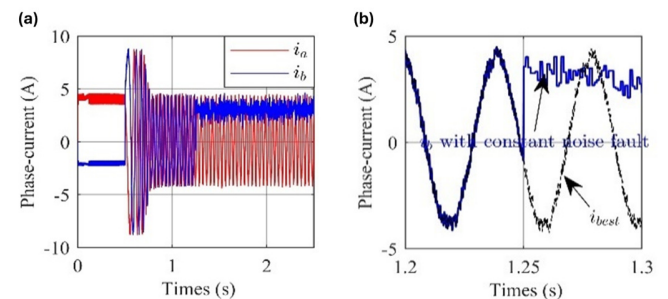 (a)
(b)
10
5
0
-5
-10
Phase-current (A)
i_a
i_b
0
1
2
Times (s)
5
0
-5
Phase-current (A)
with constant noise fault
i_best
1.2
1.25
1.3
Times (s)